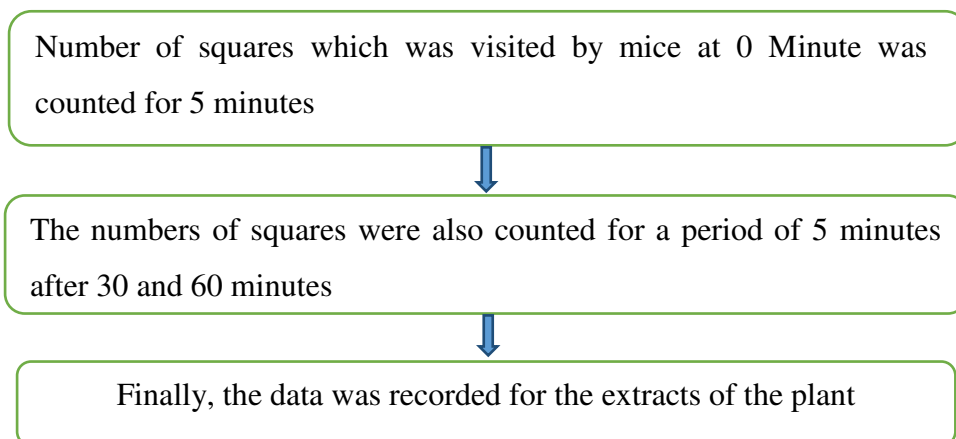 Number of squares which was visited by mice at 0 Minute was
counted for 5 minutes
The numbers of squares were also counted for a period of 5 minutes
after 30 and 60 minutes
Finally, the data was recorded for the extracts of the plant